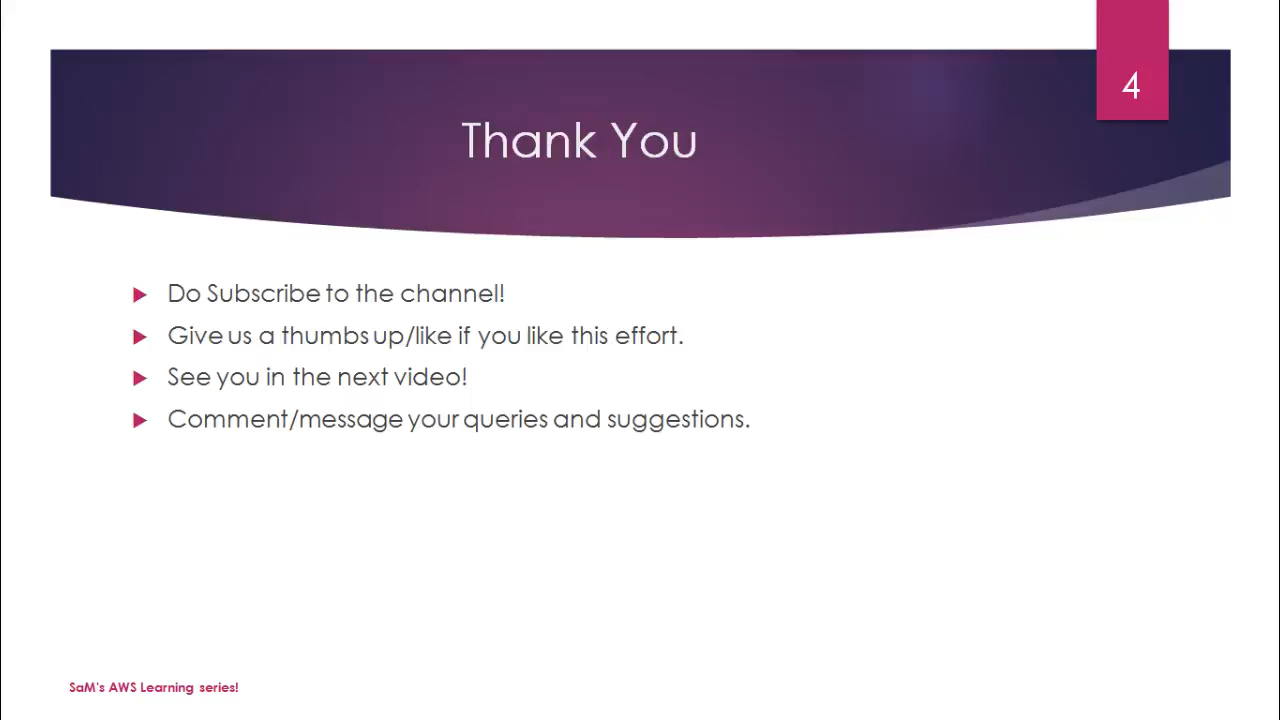 4
Thank You
Do Subscribe to the channel!
Give us a thumbs up/like if you like this effort.
See you in the next video!
Comment/message your queries and suggestions.
SaM's AWS Learning series!